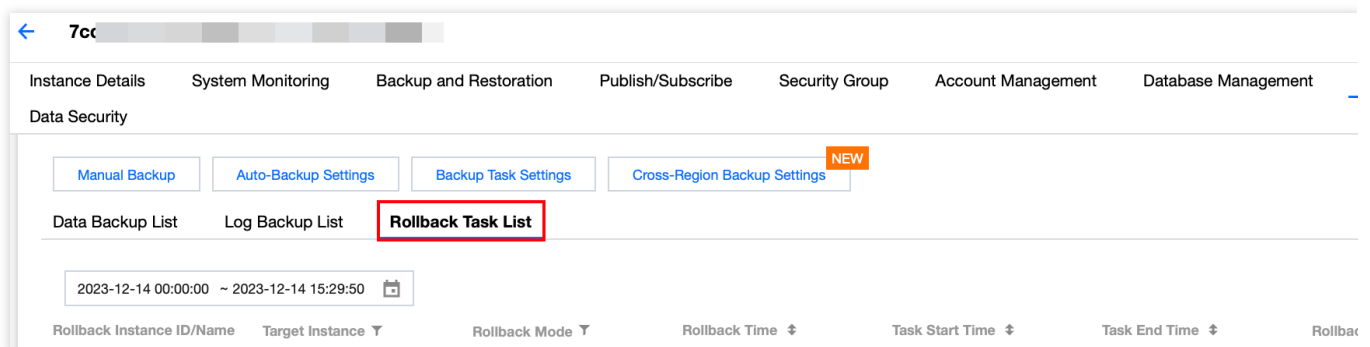 7cc
Instance Details System Monitoring Backup and Restoration Publish/Subscribe Security Group Account Management Database Management
Data Security
NEW
Manual Backup Auto-Backup Settings Backup Task Settings Cross-Region Backup Settings
Data Backup List Log Backup List Rollback Task List
2023-12-14 00:00:00 ~ 2023-12-14 15:29:50
Rollback Instance ID/Name Target Instance Rollback Mode Rollback Time Task Start Time Task End Time